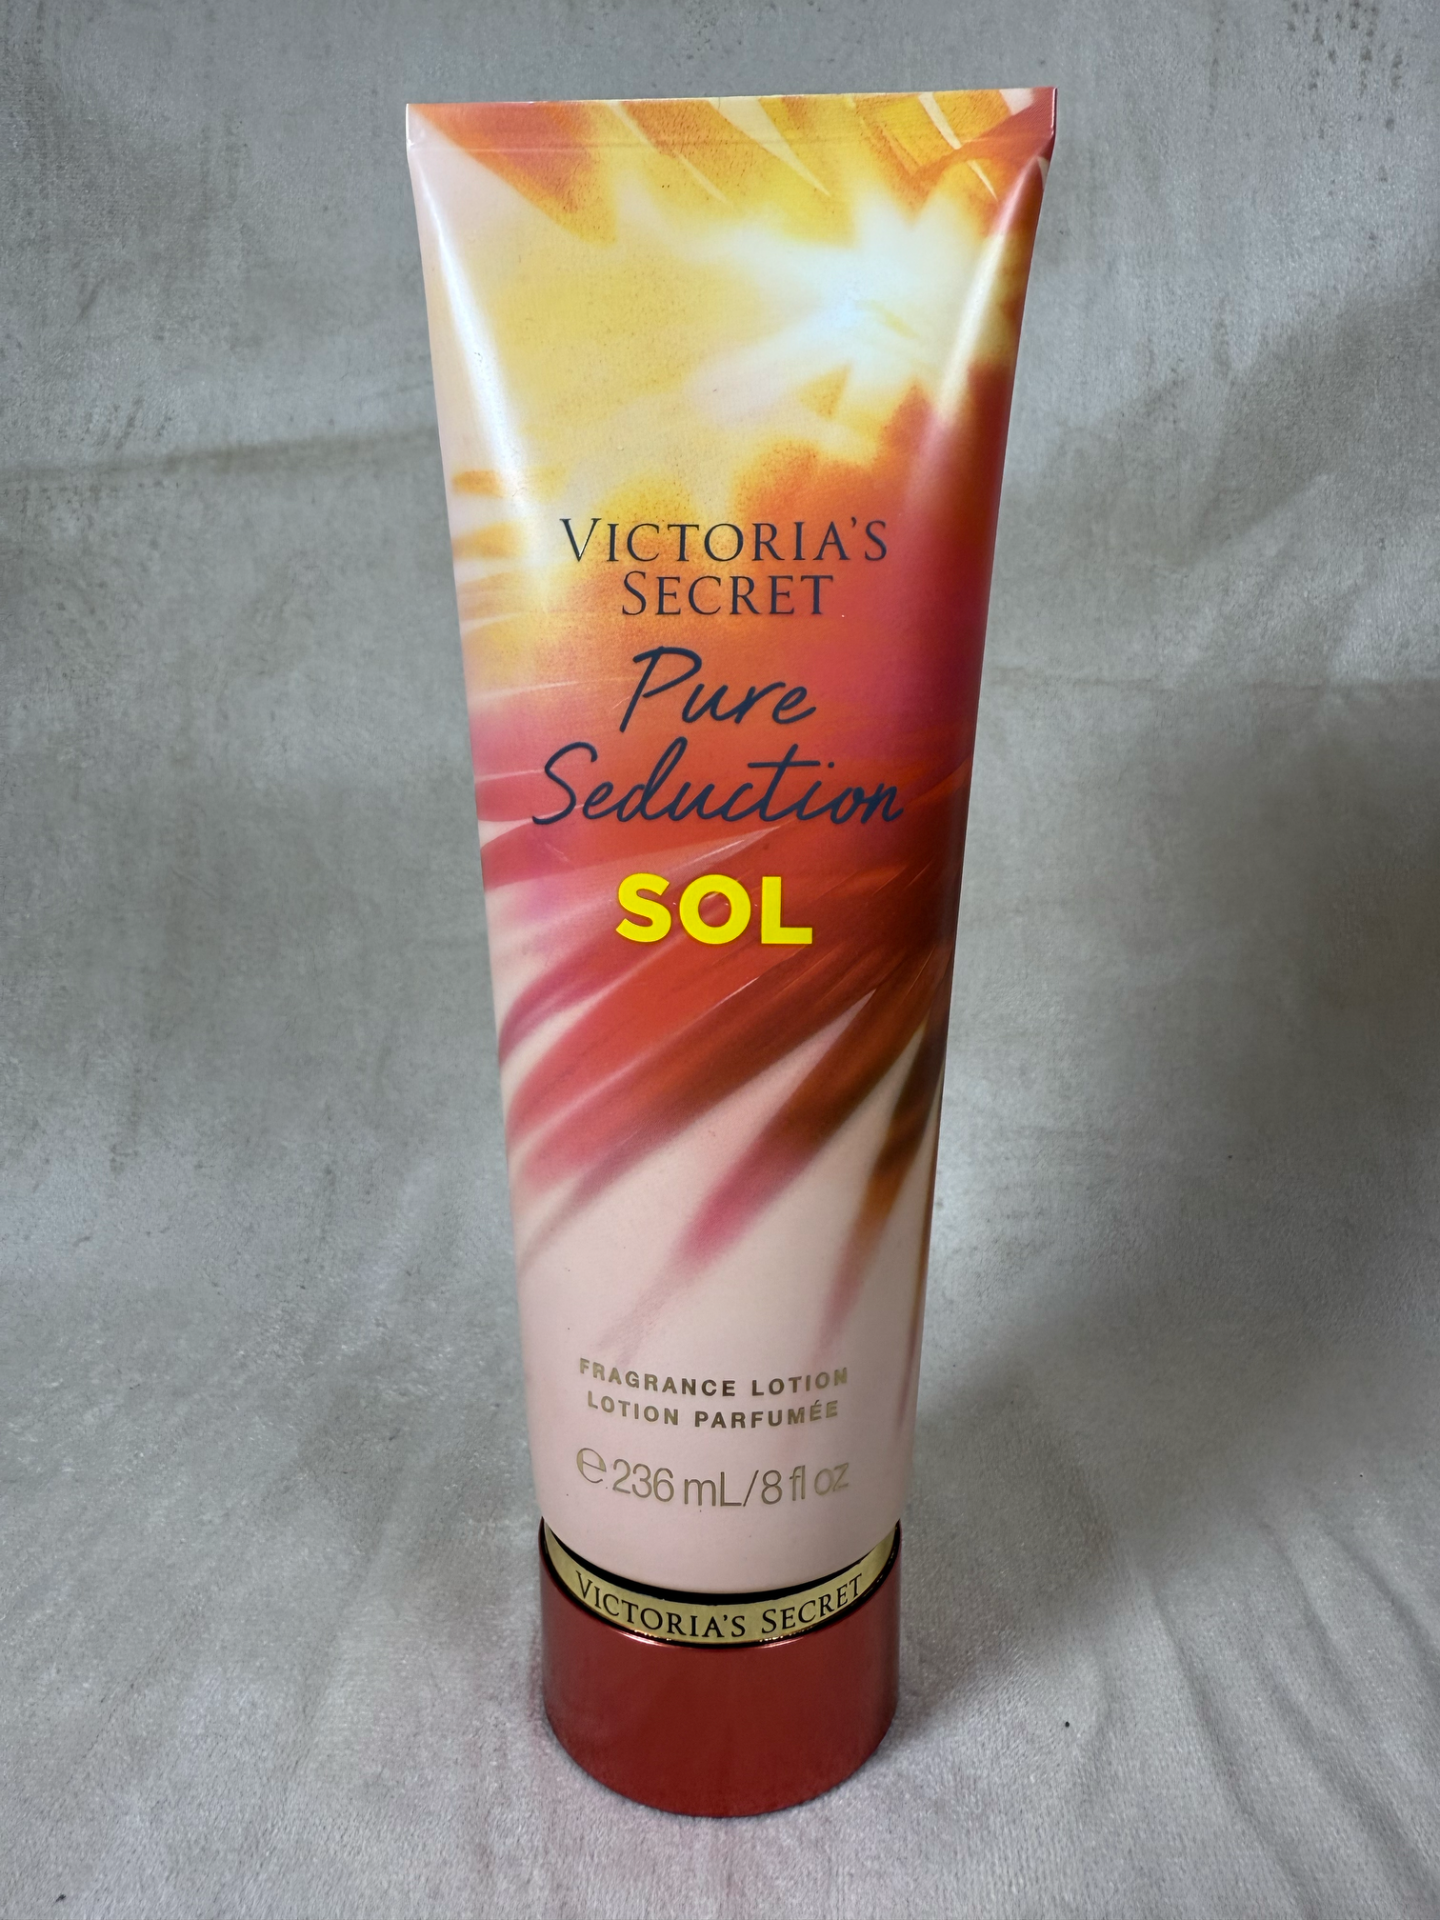 VICTORIA'S
SECRET
Pure
Seduction
SOL
FRAGRANCE LOTION
LOTION PARFUMÉE
℮ 236 mL/8 fl oz
VICTORIA'S SECRET